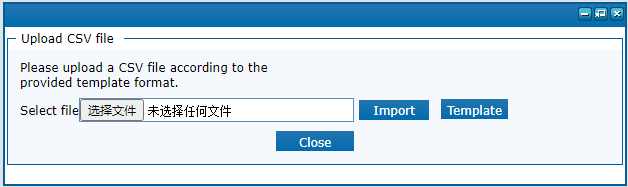 Upload CSV file
Please upload a CSV file according to the
provided template format.
Select file 选择文件 未选择任何文件 Import Template
Close